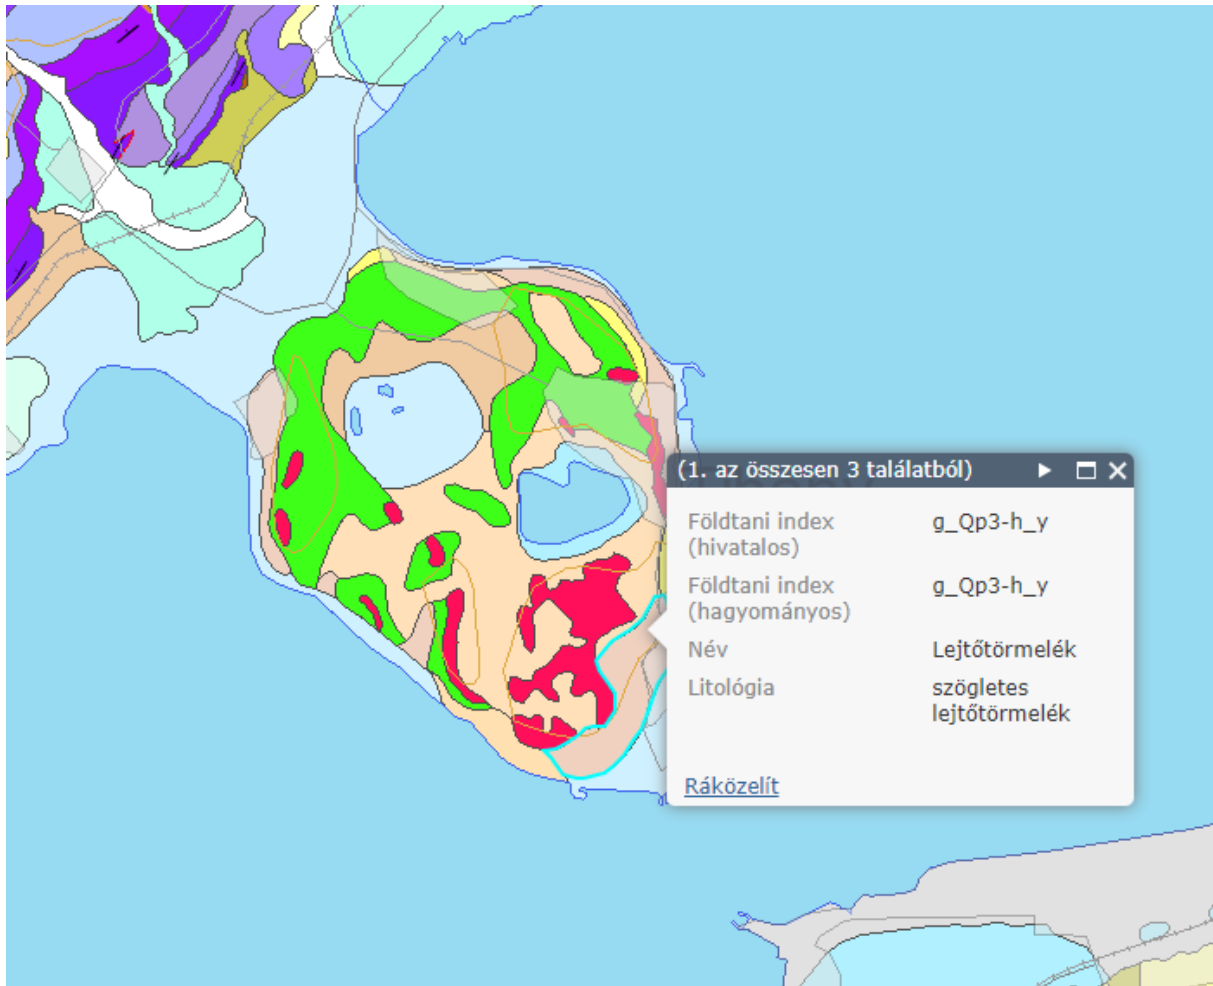 (1. az összesen 3 találatból)
Földtani index g_Qp3-h_y
(hivatalos)
Földtani index g_Qp3-h_y
(hagyományos)
Név Lejtőtörmelék
Litológia szögletes
lejtőtörmelék
Ráközelít